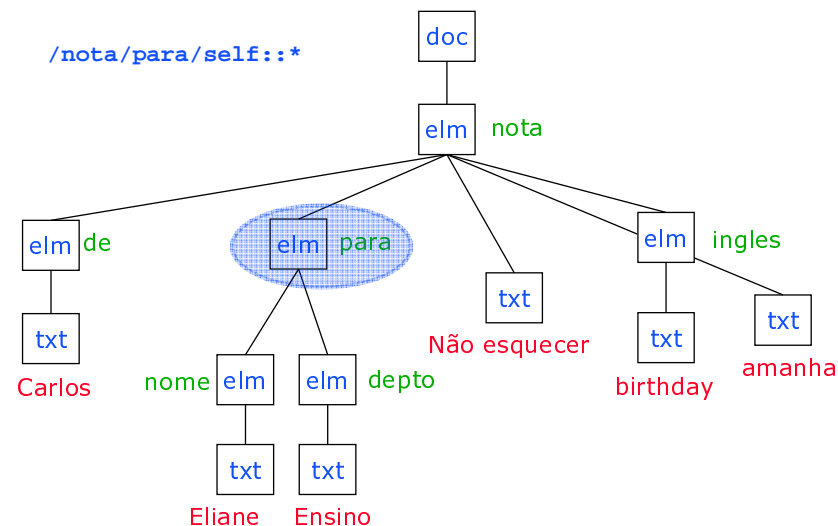 /nota/para/self::*
doc
elm nota
elm de
elm para
elm ingles
txt
Não esquecer
txt
Carlos
txt
birthday
txt
amanha
nome elm
elm depto
txt
Eliane
txt
Ensino